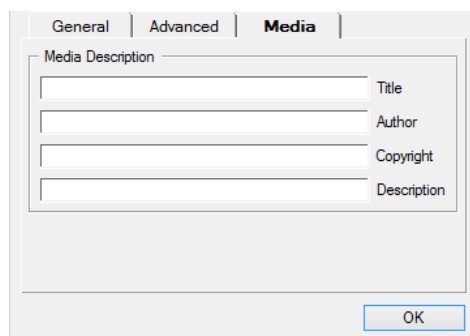 General Advanced Media
Media Description
Title
Author
Copyright
Description
OK